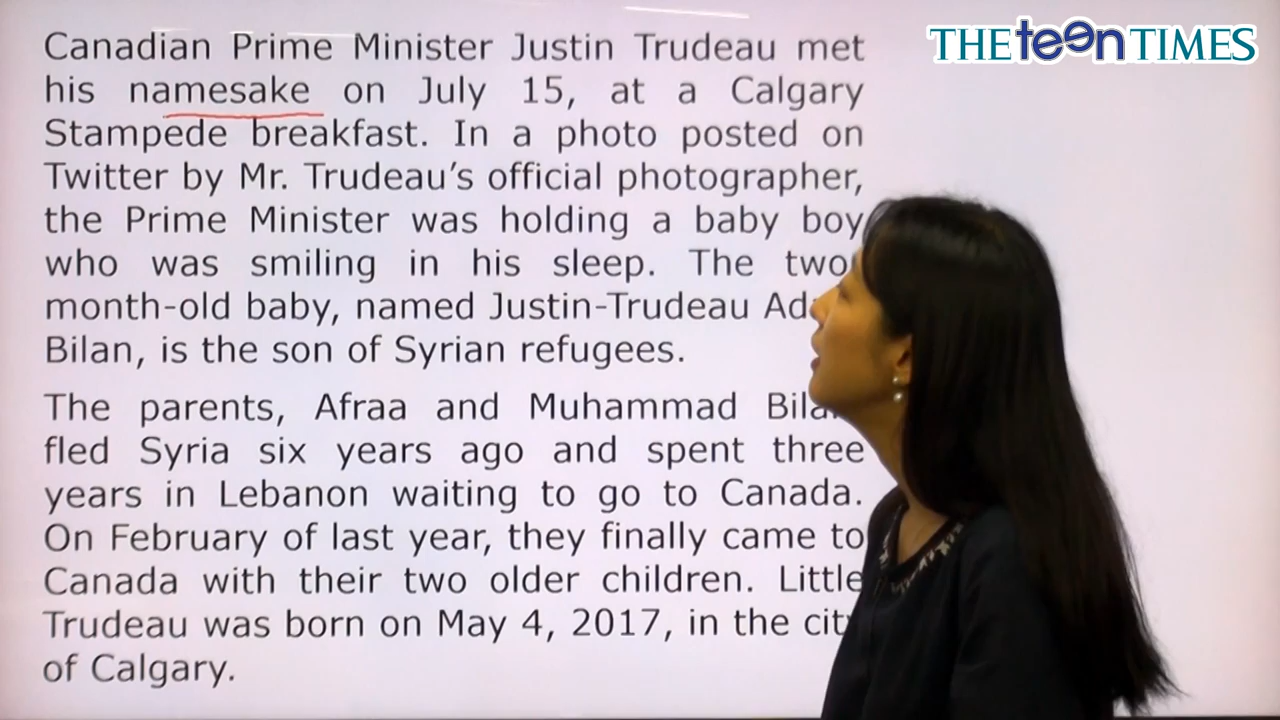 THE teen TIMES
Canadian Prime Minister Justin Trudeau met
his namesake on July 15, at a Calgary
Stampede breakfast. In a photo posted on
Twitter by Mr. Trudeau's official photographer,
the Prime Minister was holding a baby boy
who was smiling in his sleep. The two
month-old baby, named Justin-Trudeau
Bilan, is the son of Syrian refugees.
The parents, Afraa and Muhammad
fled Syria six years ago and spent three
years in Lebanon waiting to go to Canada.
On February of last year, they finally came to
Canada with their two older children. Little
Trudeau was born on May 4, 2017, in the city
of Calgary.